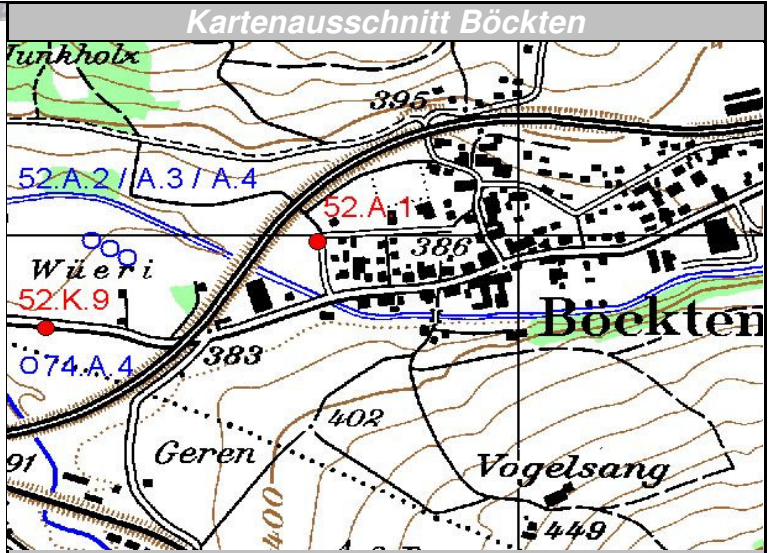 Kartenausschnitt Böckten
Junkholz
395
52.A.2 / A.3 / A.4
52.A.1
386
Wüeri
52.K.9
Böckten
383
O74.A.4
402
91
Geren
Vogelsang
400
449